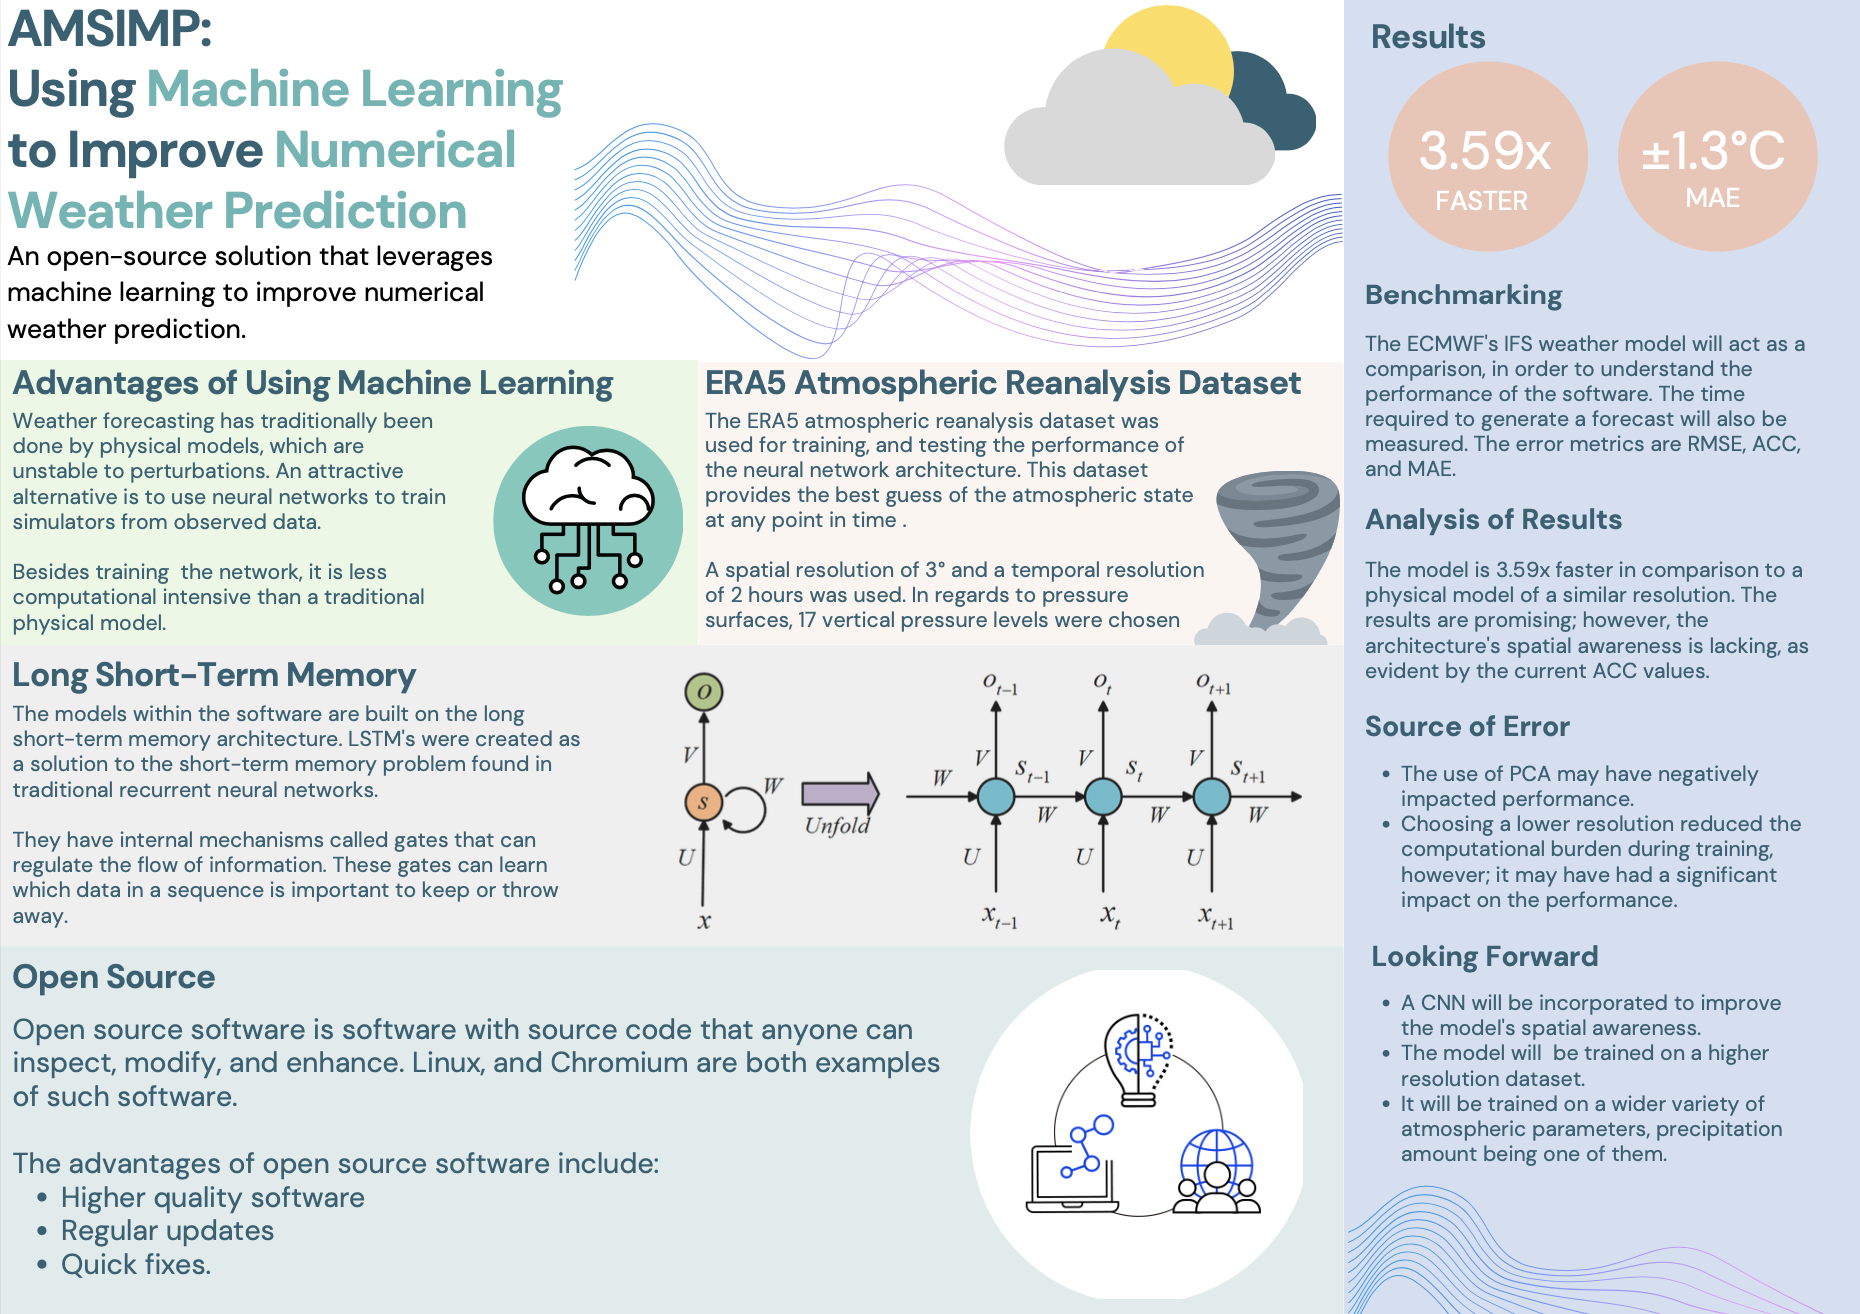 AMSIMP:
Using Machine Learning
to Improve Numerical
Weather Prediction
An open-source solution that leverages
machine learning to improve numerical
weather prediction.
Advantages of Using Machine Learning
Weather forecasting has traditionally been
done by physical models, which are
unstable to perturbations. An attractive
alternative is to use neural networks to train
simulators from observed data.
Besides training  the network, it is less
computational intensive than a traditional
physical model.
ERA5 Atmospheric Reanalysis Dataset
The ERA5 atmospheric reanalysis dataset was
used for training, and testing the performance of
the neural network architecture. This dataset
provides the best guess of the atmospheric state
at any point in time .
A spatial resolution of 3° and a temporal resolution
of 2 hours was used. In regards to pressure
surfaces, 17 vertical pressure levels were chosen
Long Short-Term Memory
The models within the software are built on the long
short-term memory architecture. LSTM's were created as
a solution to the short-term memory problem found in
traditional recurrent neural networks.
They have internal mechanisms called gates that can
regulate the flow of information. These gates can learn
which data in a sequence is important to keep or throw
away.
O
V
W
S
U
x
Unfold
O t-1 O t O t+1
V V V
W S t-1 S t S t+1
W W W
U U U
x t-1 x t x t+1
Open Source
Open source software is software with source code that anyone can
inspect, modify, and enhance. Linux, and Chromium are both examples
of such software.
The advantages of open source software include:
• Higher quality software
• Regular updates
• Quick fixes.
Results
3.59x
FASTER
±1.3°C
MAE
Benchmarking
The ECMWF's IFS weather model will act as a
comparison, in order to understand the
performance of the software. The time
required to generate a forecast will also be
measured. The error metrics are RMSE, ACC,
and MAE.
Analysis of Results
The model is 3.59x faster in comparison to a
physical model of a similar resolution. The
results are promising; however, the
architecture's spatial awareness is lacking, as
evident by the current ACC values.
Source of Error
• The use of PCA may have negatively
impacted performance.
• Choosing a lower resolution reduced the
computational burden during training,
however; it may have had a significant
impact on the performance.
Looking Forward
• A CNN will be incorporated to improve
the model's spatial awareness.
• The model will  be trained on a higher
resolution dataset.
• It will be trained on a wider variety of
atmospheric parameters, precipitation
amount being one of them.